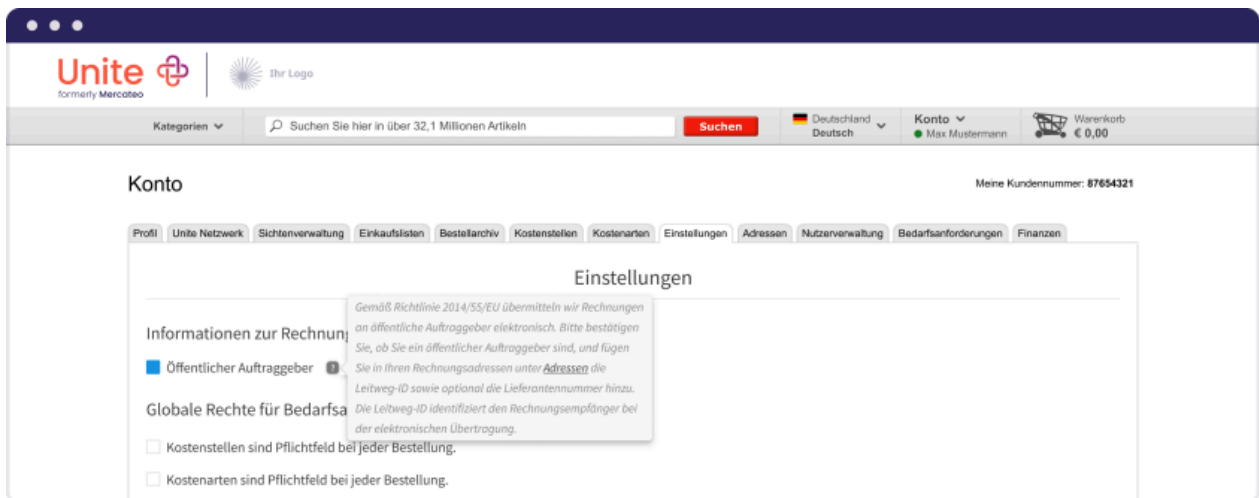 Unite
formerly Mercateo
Ihr Logo
Kategorien
Suchen Sie hier in über 32,1 Millionen Artikeln
Suchen
Deutschland
Deutsch
Konto
Max Mustermann
Warenkorb
€ 0,00
Konto
Meine Kundennummer: 87654321
Profil Unite Netzwerk Sichtenverwaltung Einkaufslisten Bestellarchiv Kostenstellen Kostenarten Einstellungen Adressen Nutzerverwaltung Bedarfsanforderungen Finanzen
Einstellungen
Informationen zur Rechnung
Öffentlicher Auftraggeber ?
Gemäß Richtlinie 2014/55/EU übermitteln wir Rechnungen
an öffentliche Auftraggeber elektronisch. Bitte bestätigen
Sie, ob Sie ein öffentlicher Auftraggeber sind, und fügen
Sie in Ihren Rechnungsadressen unter Adressen die
Leitweg-ID sowie optional die Lieferantennummer hinzu.
Die Leitweg-ID identifiziert den Rechnungsempfänger bei
der elektronischen Übertragung.
Globale Rechte für Bedarfsa
Kostenstellen sind Pflichtfeld bei jeder Bestellung.
Kostenarten sind Pflichtfeld bei jeder Bestellung.